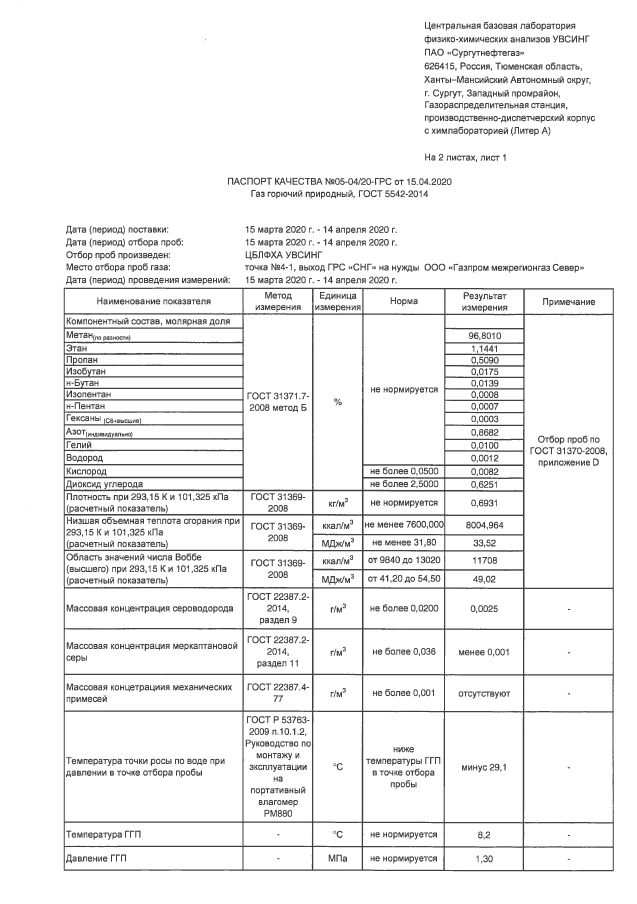 Центральная базовая лаборатория
физико-химических анализов УВСИНГ
ПАО «Сургутнефтегаз»
626415, Россия, Тюменская область,
Ханты–Мансийский Автономный округ,
г. Сургут, Западный промрайон,
Газораспределительная станция,
производственно-диспетчерский корпус
с химлабораторией (Литер А)
На 2 листах, лист 1
ПАСПОРТ КАЧЕСТВА №05-04/20-ГРС от 15.04.2020
Газ горючий природный, ГОСТ 5542-2014
Дата (период) поставки: 15 марта 2020 г. - 14 апреля 2020 г.
Дата (период) отбора проб: 15 марта 2020 г. - 14 апреля 2020 г.
Отбор проб произведен: ЦБЛФХА УВСИНГ
Место отбора проб газа: точка №4-1, выход ГРС «СНГ» на нужды ООО «Газпром межрегионгаз Север»
Дата (период) проведения измерений: 15 марта 2020 г. - 14 апреля 2020 г.
Наименование показателя Метод измерения Единица измерения Норма Результат измерения Примечание
Компонентный состав, молярная доля
Метан(по разности) 96,8010
Этан 1,1441
Пропан 0,5090
Изобутан 0,0175
н-Бутан 0,0139
Изопентан 0,0008
н-Пентан 0,0007
Гексаны (С6+высшие) 0,0003
Азот(индивидуально) 0,8682
Гелий 0,0100
Водород 0,0012
ГОСТ 31371.7-
2008 метод Б
%
не нормируется
Кислород не более 0,0500 0,0082
Диоксид углерода не более 2,5000 0,6251
Отбор проб по
ГОСТ 31370-2008,
приложение D
Плотность при 293,15 К и 101,325 кПа
(расчетный показатель)
ГОСТ 31369-
2008
кг/м³ не нормируется 0,6931
Низшая объемная теплота сгорания при
293,15 К и 101,325 кПа
(расчетный показатель)
ГОСТ 31369-
2008
ккал/м³ не менее 7600,000 8004,964
МДж/м³ не менее 31,80 33,52
Область значений числа Воббе
(высшего) при 293,15 К и 101,325 кПа
(расчетный показатель)
ГОСТ 31369-
2008
ккал/м³ от 9840 до 13020 11708
МДж/м³ от 41,20 до 54,50 49,02
Массовая концентрация сероводорода
ГОСТ 22387.2-
2014,
раздел 9
г/м³ не более 0,0200 0,0025 -
Массовая концентрация меркаптановой
серы
ГОСТ 22387.2-
2014,
раздел 11
г/м³ не более 0,036 менее 0,001 -
Массовая концетрациия механических
примесей
ГОСТ 22387.4-
77
г/м³ не более 0,001 отсутствуют -
Температура точки росы по воде при
давлении в точке отбора пробы
ГОСТ Р 53763-
2009 п.10.1.2,
Руководство по
монтажу и
эксплуатации
на
портативный
влагомер
РМ880
°С
ниже
температуры ГГП
в точке отбора
пробы
минус 29,1 -
Температура ГГП - °С не нормируется 8,2 -
Давление ГГП - МПа не нормируется 1,30 -